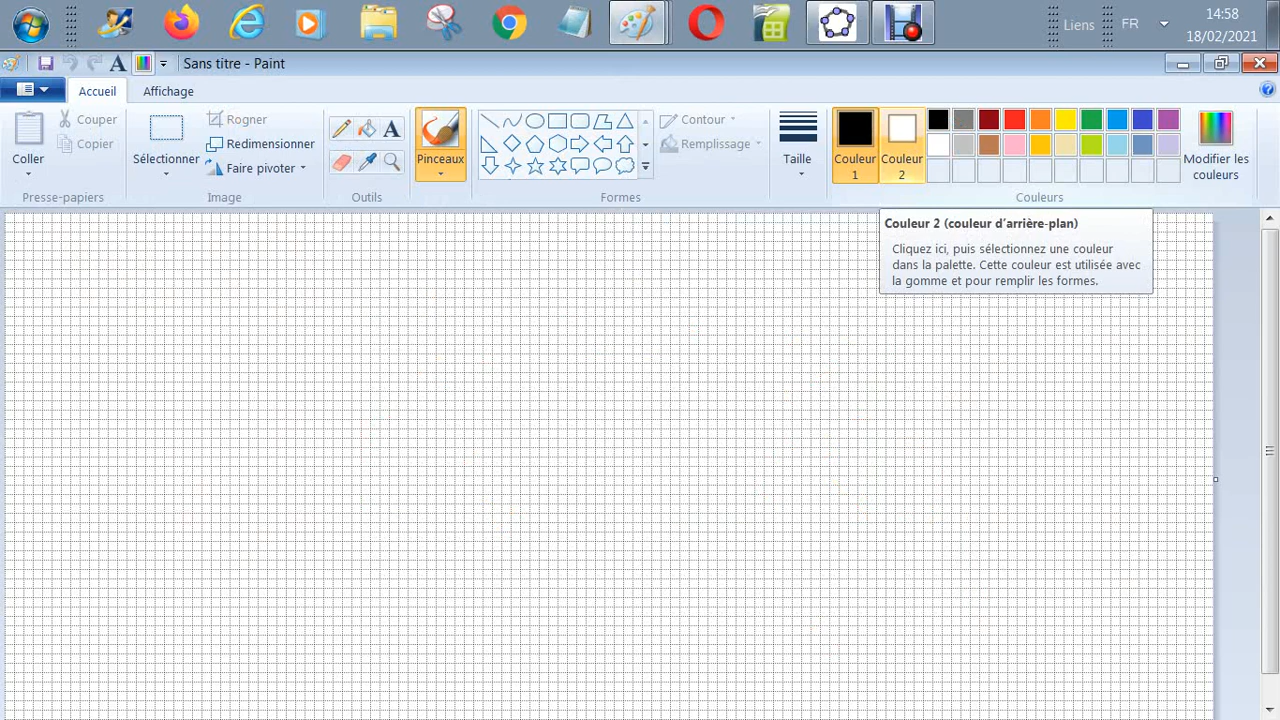 Liens
FR
14:58
18/02/2021
A
Sans titre - Paint
Accueil
Affichage
Coller
Couper
Copier
Presse-papiers
Sélectionner
Rogner
Redimensionner
Faire pivoter
Image
A
Outils
Pinceaux
Formes
Contour
Remplissage
Taille
Couleur
1
Couleur
2
Modifier les
couleurs
Couleurs
Couleur 2 (couleur d’arrière-plan)
Cliquez ici, puis sélectionnez une couleur
dans la palette. Cette couleur est utilisée avec
la gomme et pour remplir les formes.